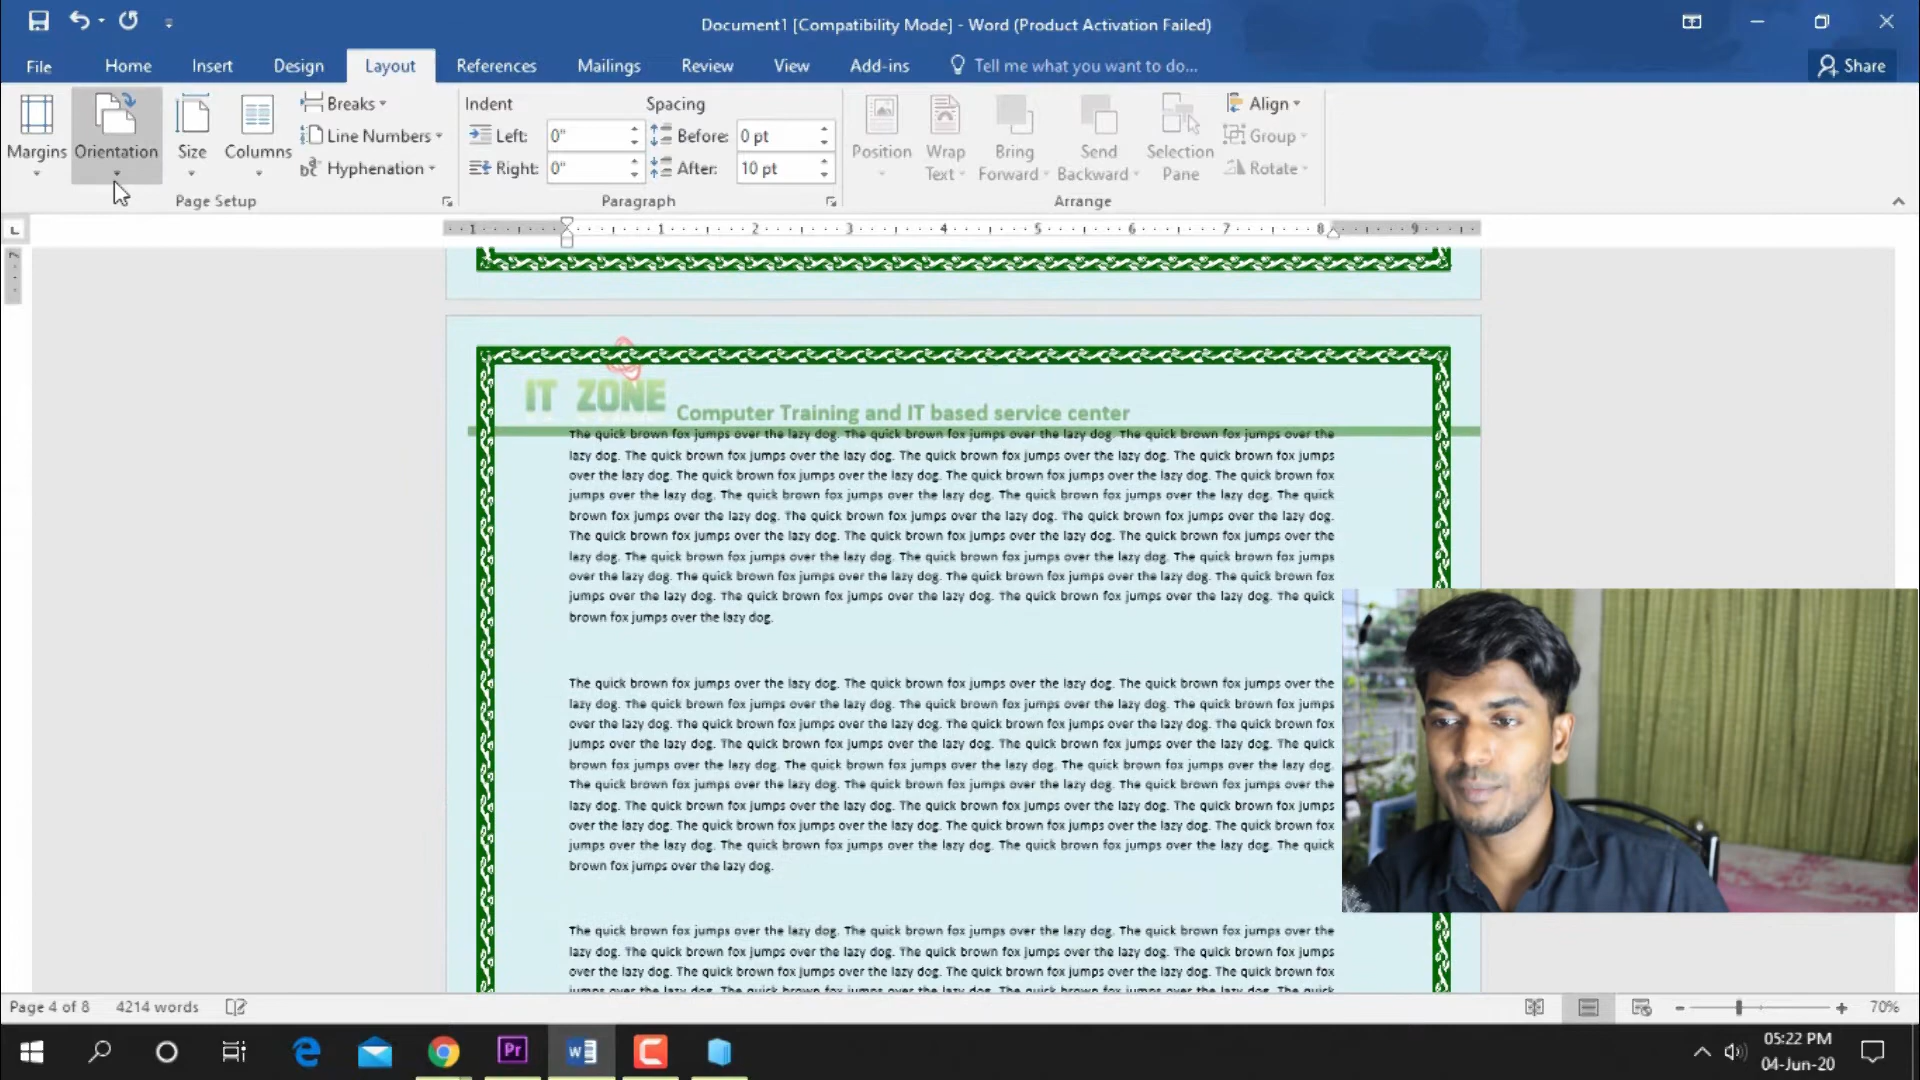 Document1 [Compatibility Mode] - Word (Product Activation Failed)
File Home Insert Design Layout References Mailings Review View Add-ins Tell me what you want to do... Share
Margins Orientation Size Columns
Breaks
Line Numbers
Hyphenation
Page Setup
Indent
Left: 0"
Right: 0"
Spacing
Before: 0 pt
After: 10 pt
Paragraph
Position
Wrap Text
Bring Forward
Send Backward
Selection Pane
Align
Group
Rotate
Arrange
1 1 2 3 4 5 6 7 8 9
7
IT ZONE Computer Training and IT based service center
The quick brown fox jumps over the lazy dog. The quick brown fox jumps over the lazy dog. The quick brown fox jumps over the
lazy dog. The quick brown fox jumps over the lazy dog. The quick brown fox jumps over the lazy dog. The quick brown fox jumps
over the lazy dog. The quick brown fox jumps over the lazy dog. The quick brown fox jumps over the lazy dog. The quick brown fox
jumps over the lazy dog. The quick brown fox jumps over the lazy dog. The quick brown fox jumps over the lazy dog. The quick
brown fox jumps over the lazy dog. The quick brown fox jumps over the lazy dog. The quick brown fox jumps over the lazy dog.
The quick brown fox jumps over the lazy dog. The quick brown fox jumps over the lazy dog. The quick brown fox jumps over the
lazy dog. The quick brown fox jumps over the lazy dog. The quick brown fox jumps over the lazy dog. The quick brown fox jumps
over the lazy dog. The quick brown fox jumps over the lazy dog. The quick brown fox jumps over the lazy dog. The quick brown fox
jumps over the lazy dog. The quick brown fox jumps over the lazy dog. The quick brown fox jumps over the lazy dog. The quick
brown fox jumps over the lazy dog.
The quick brown fox jumps over the lazy dog. The quick brown fox jumps over the lazy dog. The quick brown fox jumps over the
lazy dog. The quick brown fox jumps over the lazy dog. The quick brown fox jumps over the lazy dog. The quick brown fox jumps
over the lazy dog. The quick brown fox jumps over the lazy dog. The quick brown fox jumps over the lazy dog. The quick brown fox
jumps over the lazy dog. The quick brown fox jumps over the lazy dog. The quick brown fox jumps over the lazy dog. The quick
brown fox jumps over the lazy dog. The quick brown fox jumps over the lazy dog. The quick brown fox jumps over the lazy dog.
The quick brown fox jumps over the lazy dog. The quick brown fox jumps over the lazy dog. The quick brown fox jumps over the
lazy dog. The quick brown fox jumps over the lazy dog. The quick brown fox jumps over the lazy dog. The quick brown fox jumps
over the lazy dog. The quick brown fox jumps over the lazy dog. The quick brown fox jumps over the lazy dog. The quick brown fox
jumps over the lazy dog. The quick brown fox jumps over the lazy dog. The quick brown fox jumps over the lazy dog. The quick
brown fox jumps over the lazy dog.
The quick brown fox jumps over the lazy dog. The quick brown fox jumps over the lazy dog. The quick brown fox jumps over the
lazy dog. The quick brown fox jumps over the lazy dog. The quick brown fox jumps over the lazy dog. The quick brown fox jumps
over the lazy dog. The quick brown fox jumps over the lazy dog. The quick brown fox jumps over the lazy dog. The quick brown fox
Page 4 of 8 4214 words 70%
Pr
05:22 PM
04-Jun-20